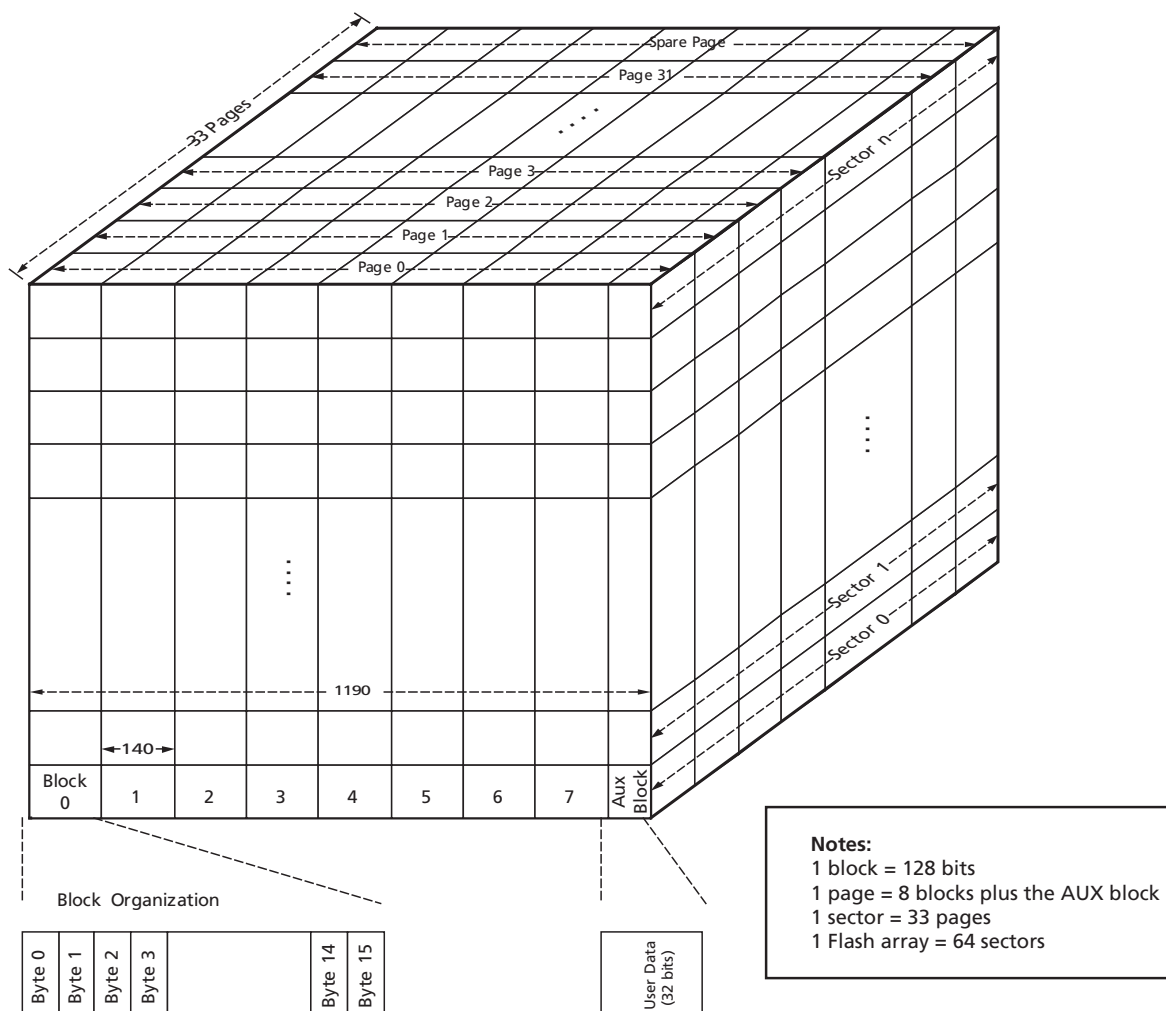 33 Pages
Spare Page
Page 31
. . . .
Page 3
Page 2
Page 1
Page 0
Sector n
. . . .
. . . .
Sector 1
Sector 0
1190
140
Block
0
1
2
3
4
5
6
7
Aux
Block
Block Organization
Byte 0
Byte 1
Byte 2
Byte 3
Byte 14
Byte 15
User Data
(32 bits)
Notes:
1 block = 128 bits
1 page = 8 blocks plus the AUX block
1 sector = 33 pages
1 Flash array = 64 sectors